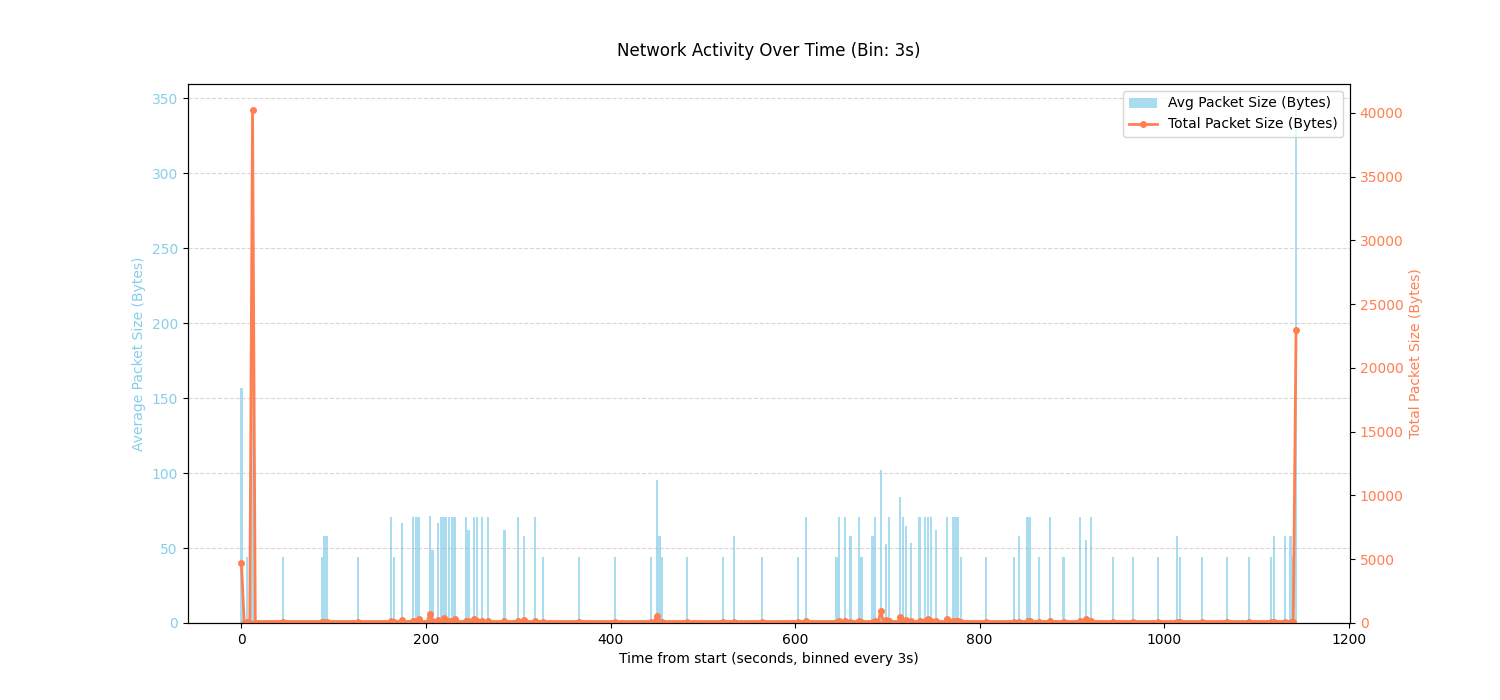 Network Activity Over Time (Bin: 3s)
Avg Packet Size (Bytes)
Total Packet Size (Bytes)
Average Packet Size (Bytes)
350
300
250
200
150
100
50
0
40000
35000
30000
25000
20000
15000
10000
5000
0
Total Packet Size (Bytes)
0 200 400 600 800 1000 1200
Time from start (seconds, binned every 3s)